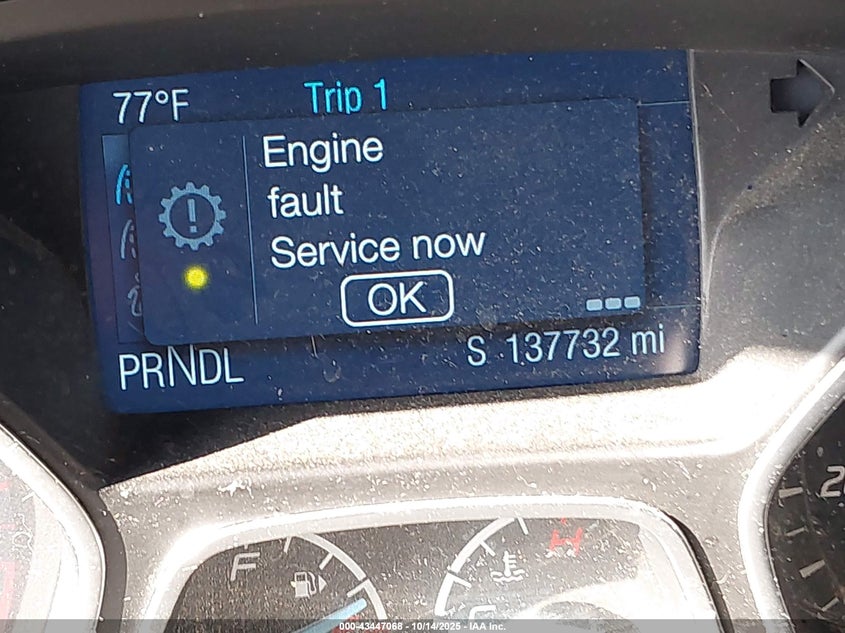 77°F Trip 1
Engine
fault
Service now
OK
PRNDL S 137732 mi
F H
000-43447068 - 10/14/2025 - IAA Inc.